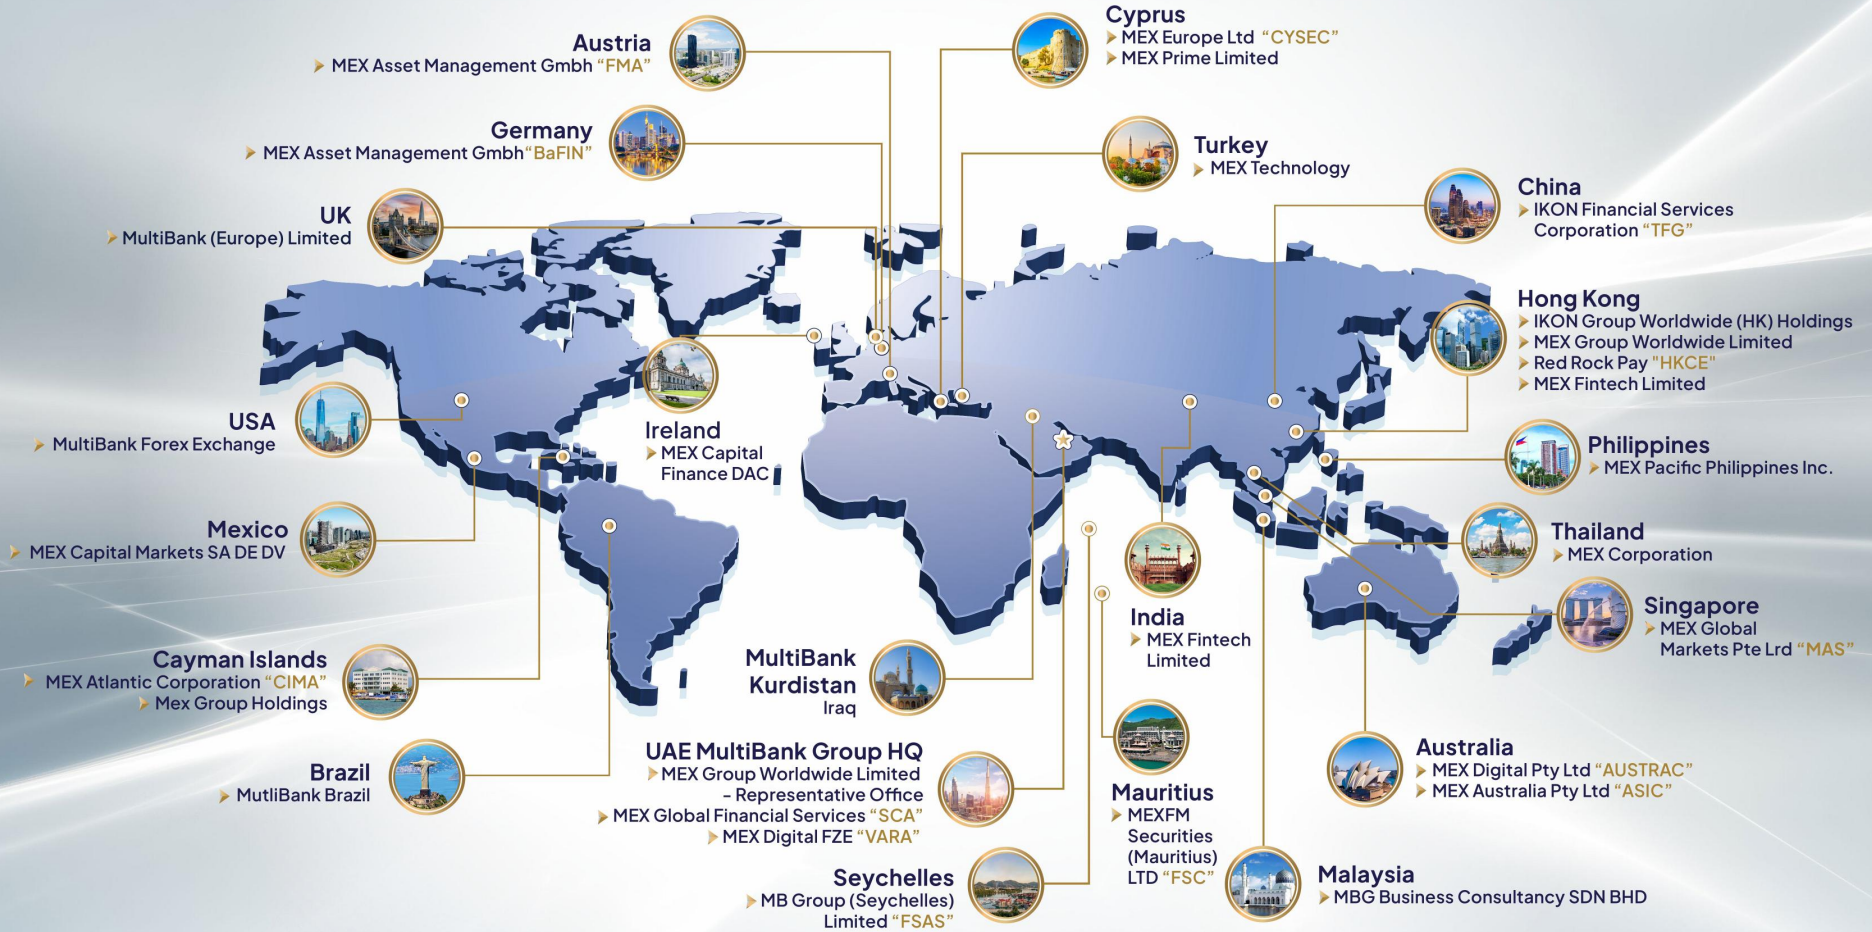 Austria
MEX Asset Management Gmbh “FMA”
Germany
MEX Asset Management Gmbh“BaFIN”
UK
MultiBank (Europe) Limited
USA
MultiBank Forex Exchange
Mexico
MEX Capital Markets SA DE DV
Cayman Islands
MEX Atlantic Corporation “CIMA”
Mex Group Holdings
Brazil
MutliBank Brazil
Ireland
MEX Capital
Finance DAC
MultiBank
Kurdistan
Iraq
UAE MultiBank Group HQ
MEX Group Worldwide Limited
– Representative Office
MEX Global Financial Services “SCA”
MEX Digital FZE “VARA”
Seychelles
MB Group (Seychelles)
Limited “FSAS”
Cyprus
MEX Europe Ltd “CYSEC”
MEX Prime Limited
Turkey
MEX Technology
China
IKON Financial Services
Corporation “TFG”
Hong Kong
IKON Group Worldwide (HK) Holdings
MEX Group Worldwide Limited
Red Rock Pay "HKCE"
MEX Fintech Limited
Philippines
MEX Pacific Philippines Inc.
Thailand
MEX Corporation
Singapore
MEX Global
Markets Pte Lrd “MAS”
India
MEX Fintech
Limited
Mauritius
MEXFM
Securities
(Mauritius)
LTD “FSC”
Australia
MEX Digital Pty Ltd “AUSTRAC”
MEX Australia Pty Ltd “ASIC”
Malaysia
MBG Business Consultancy SDN BHD